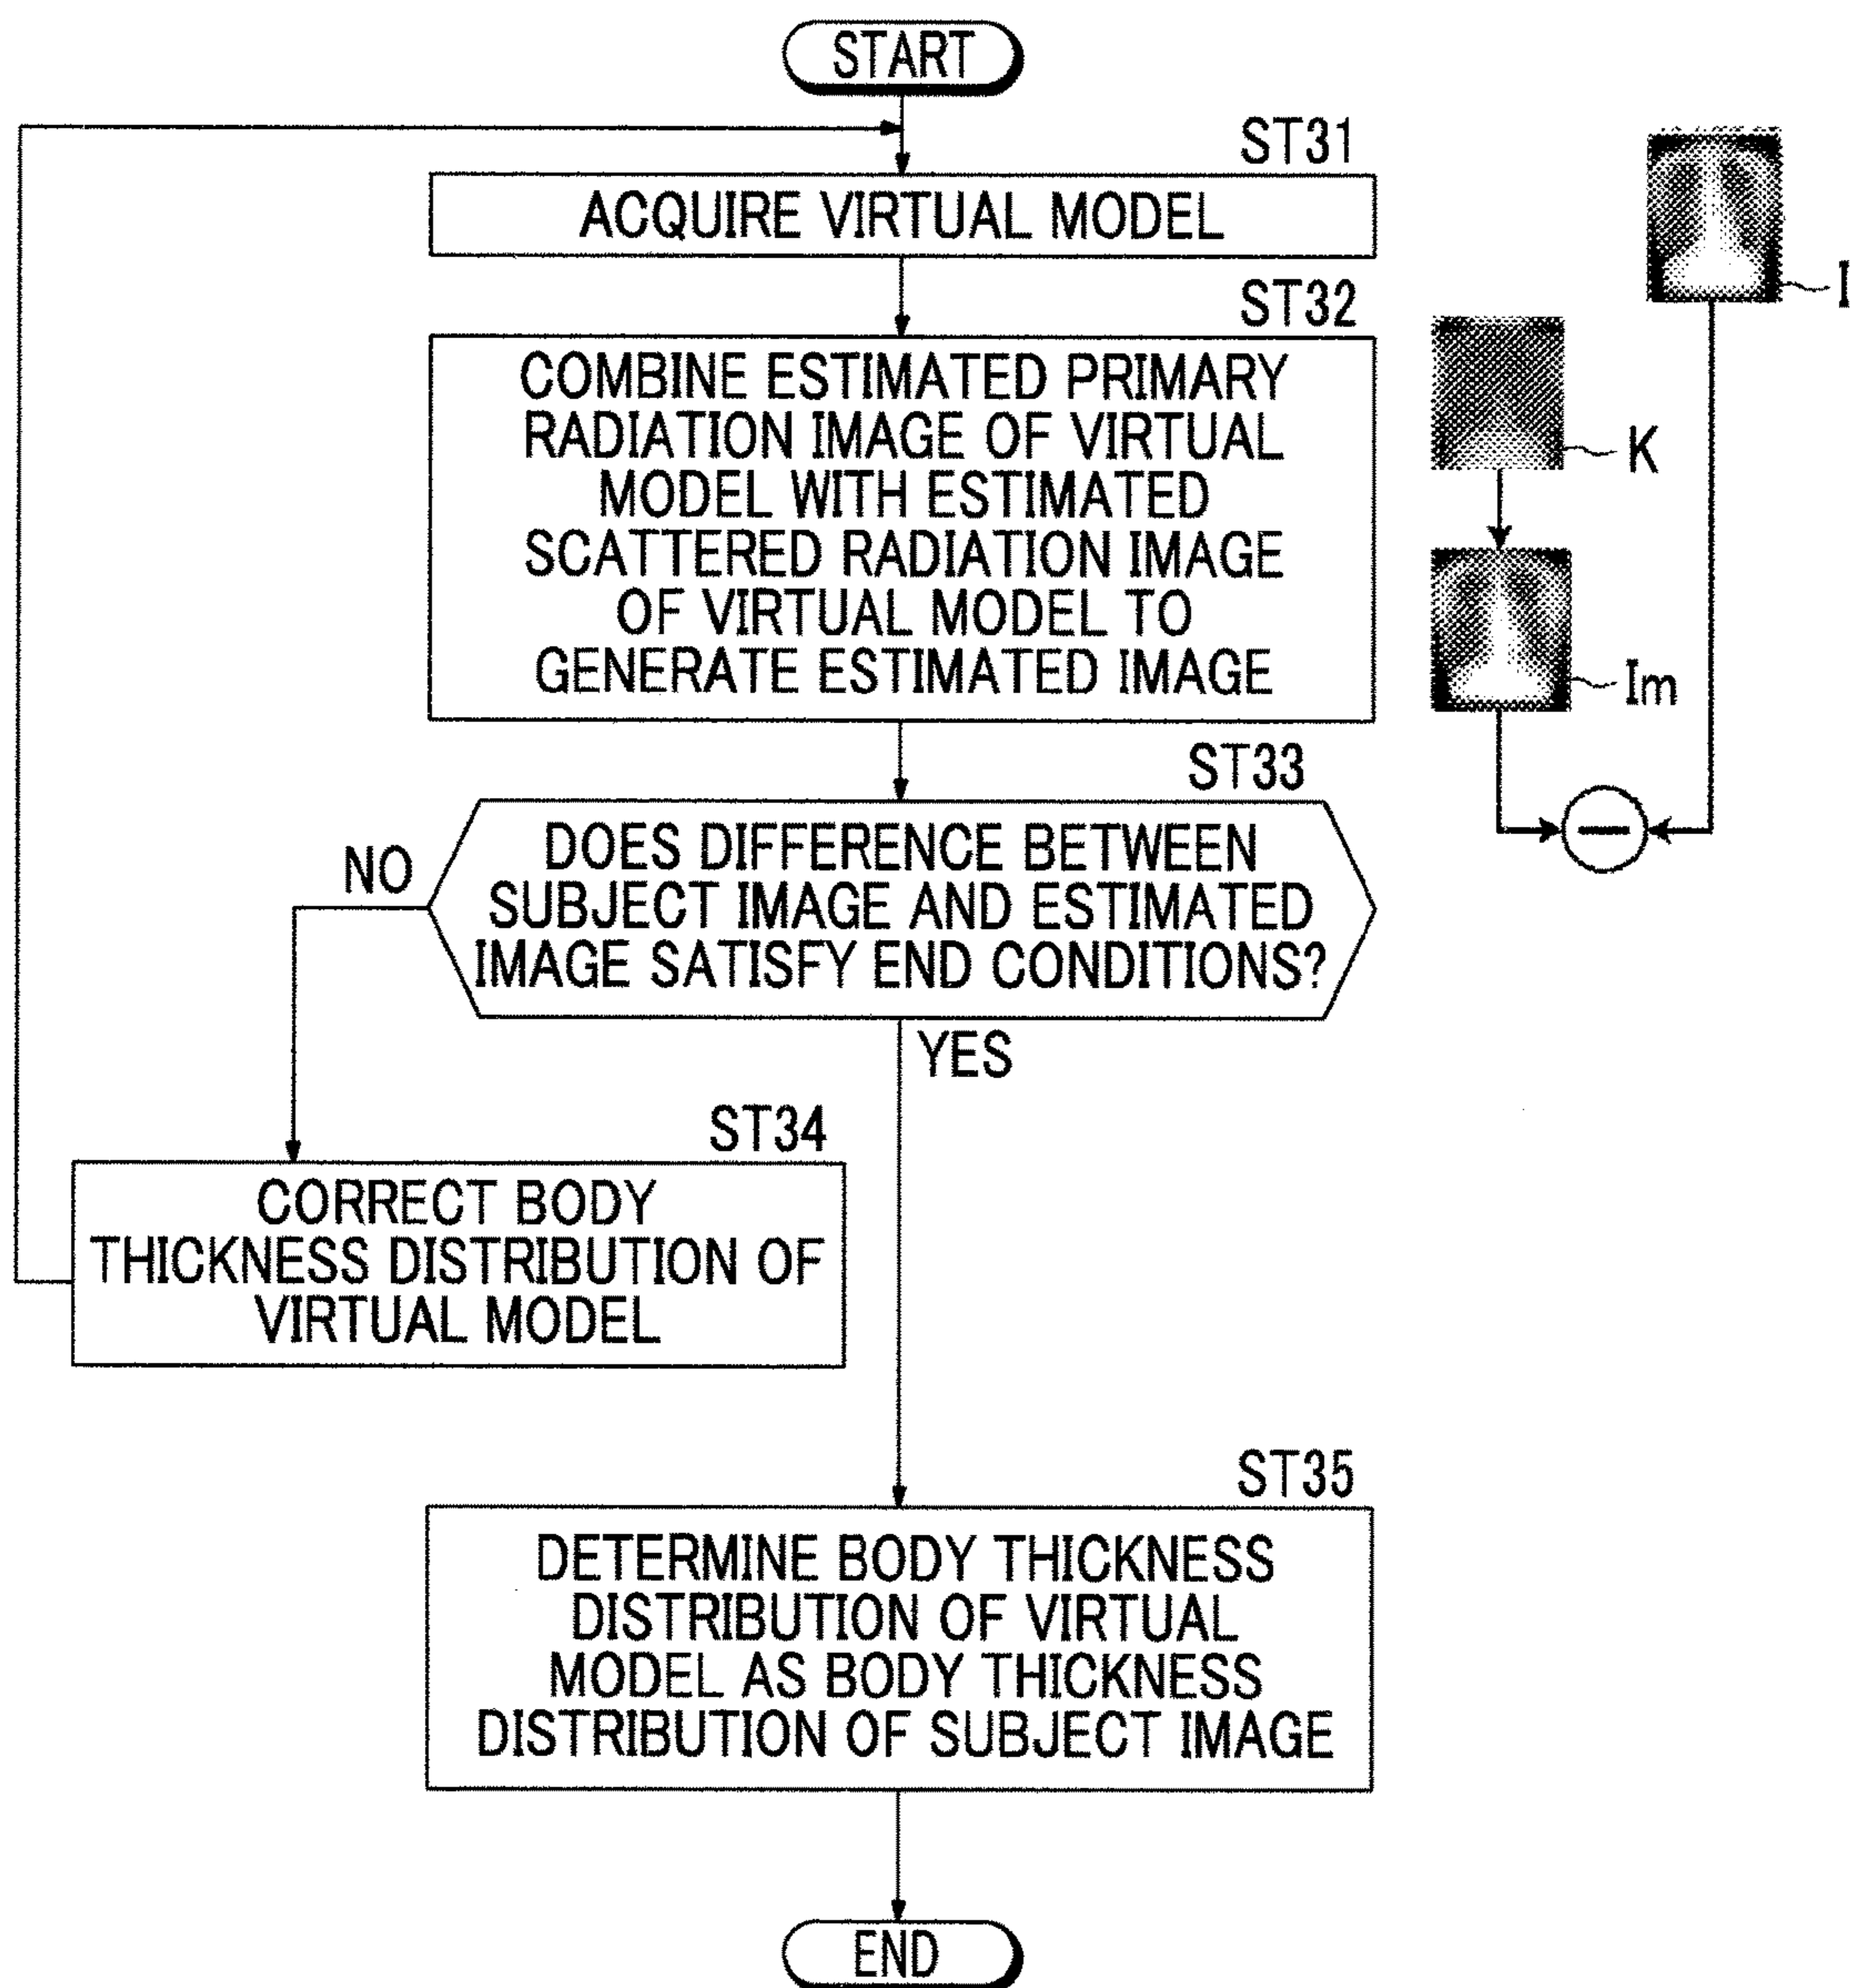 START
ST31
ACQUIRE VIRTUAL MODEL
I
ST32
COMBINE ESTIMATED PRIMARY
RADIATION IMAGE OF VIRTUAL
MODEL WITH ESTIMATED
SCATTERED RADIATION IMAGE
OF VIRTUAL MODEL TO
GENERATE ESTIMATED IMAGE
K
Im
ST33
DOES DIFFERENCE BETWEEN
SUBJECT IMAGE AND ESTIMATED
IMAGE SATISFY END CONDITIONS?
NO
YES
ST34
CORRECT BODY
THICKNESS DISTRIBUTION OF
VIRTUAL MODEL
ST35
DETERMINE BODY THICKNESS
DISTRIBUTION OF VIRTUAL
MODEL AS BODY THICKNESS
DISTRIBUTION OF SUBJECT IMAGE
END